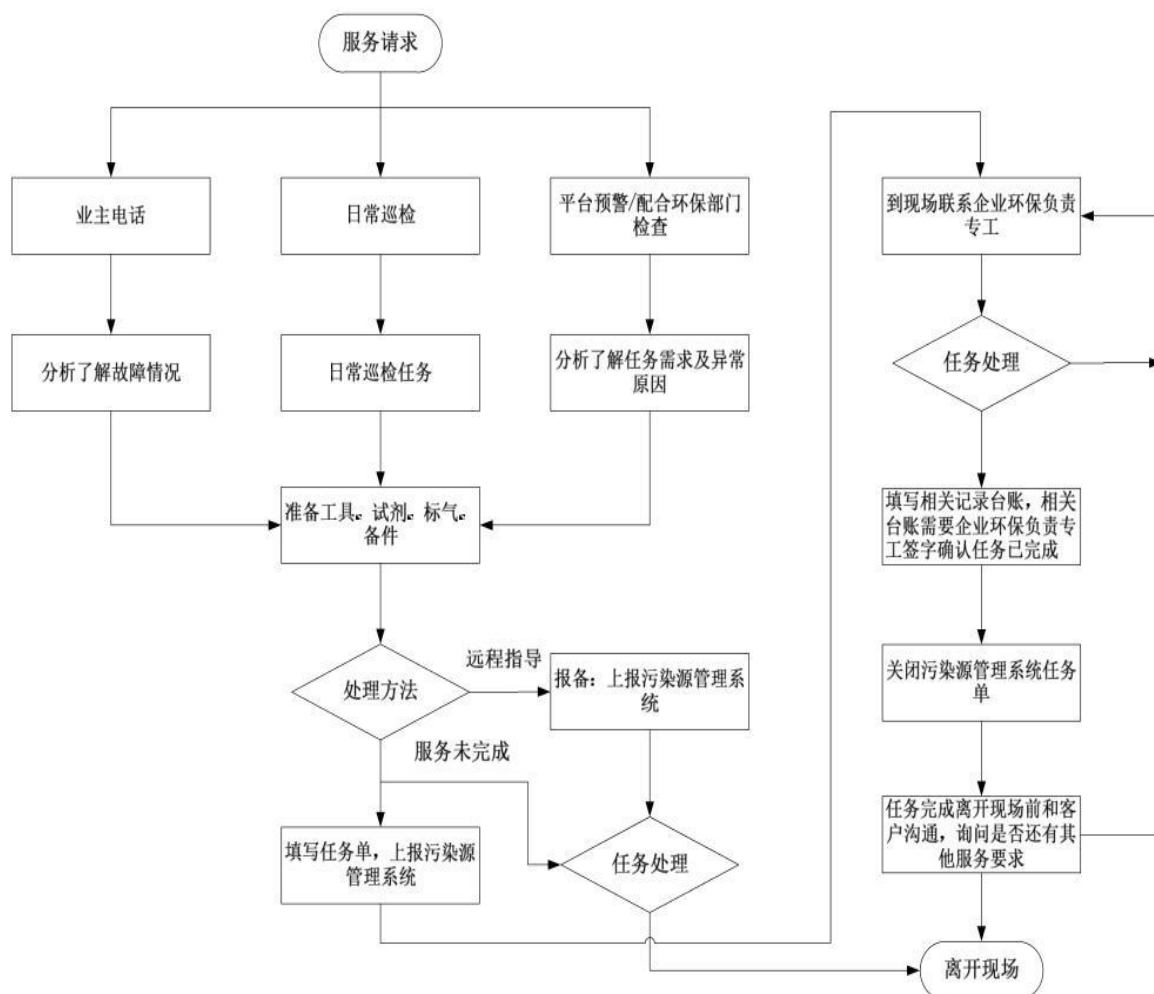 服务请求
业主电话
日常巡检
平台预警/配合环保部门
检查
到现场联系企业环保负责
专工
分析了解故障情况
日常巡检任务
分析了解任务需求及异常
原因
任务处理
准备工具。试剂。标气。
备件
填写相关记录台账，相关
台账需要企业环保负责专
工签字确认任务已完成
处理方法
远程指导
报备：上报污染源管理系
统
关闭污染源管理系统任务
单
服务未完成
填写任务单，上报污染源
管理系统
任务处理
任务完成离开现场前和客
户沟通，询问是否还有其
他服务要求
离开现场